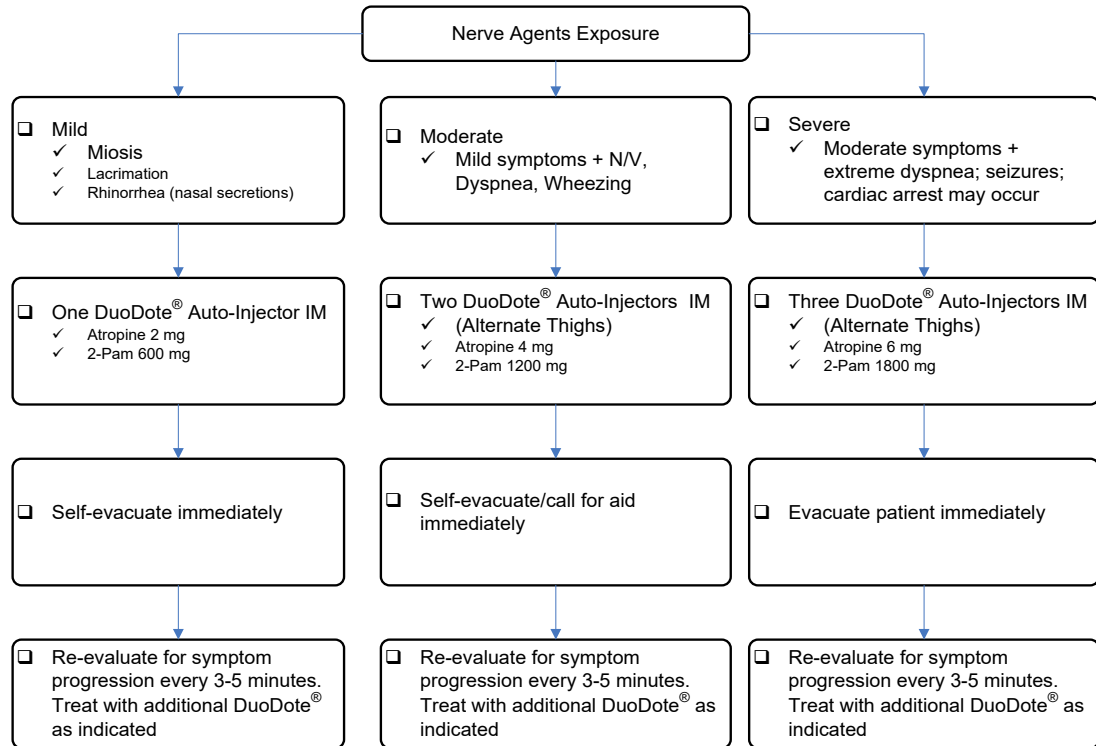 Nerve Agents Exposure
❑ Mild
✓ Miosis
✓ Lacrimation
✓ Rhinorrhea (nasal secretions)
❑ Moderate
✓ Mild symptoms + N/V,
Dyspnea, Wheezing
❑ Severe
✓ Moderate symptoms +
extreme dyspnea; seizures;
cardiac arrest may occur
❑ One DuoDote® Auto-Injector IM
✓ Atropine 2 mg
✓ 2-Pam 600 mg
❑ Two DuoDote® Auto-Injectors IM
✓ (Alternate Thighs)
✓ Atropine 4 mg
✓ 2-Pam 1200 mg
❑ Three DuoDote® Auto-Injectors IM
✓ (Alternate Thighs)
✓ Atropine 6 mg
✓ 2-Pam 1800 mg
❑ Self-evacuate immediately
❑ Self-evacuate/call for aid
immediately
❑ Evacuate patient immediately
❑ Re-evaluate for symptom
progression every 3-5 minutes.
Treat with additional DuoDote®
as indicated
❑ Re-evaluate for symptom
progression every 3-5 minutes.
Treat with additional DuoDote® as
indicated
❑ Re-evaluate for symptom
progression every 3-5 minutes.
Treat with additional DuoDote® as
indicated